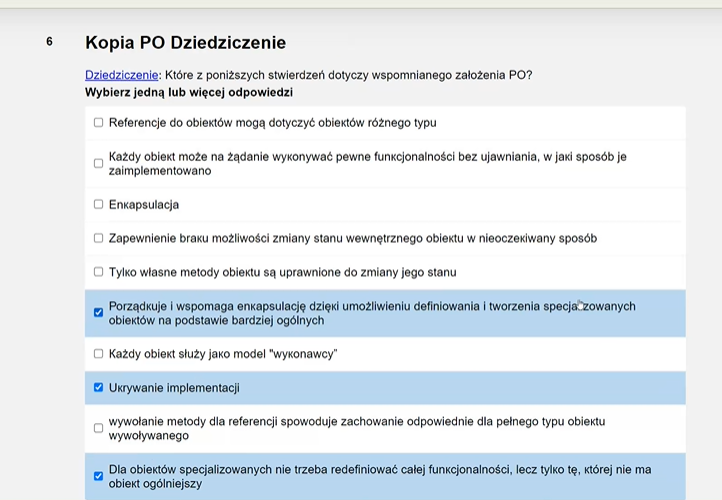 6
Kopia PO Dziedziczenie
Dziedziczenie: Które z poniższych stwierdzeń dotyczy wspomnianego założenia PO?
Wybierz jedną lub więcej odpowiedzi
Referencje do obiektów mogą dotyczyć obiektów różnego typu
Każdy obiekt może na żądanie wykonywać pewne funkcjonalności bez ujawniania, w jaki sposób je
zaimplementowano
Enkapsulacja
Zapewnienie braku możliwości zmiany stanu wewnętrznego obiektu w nieoczekiwany sposób
Tylko własne metody obiektu są uprawnione do zmiany jego stanu
Porządkuje i wspomaga enkapsulację dzięki umożliwieniu definiowania i tworzenia specjalizowanych
obiektów na podstawie bardziej ogólnych
Każdy obiekt służy jako model "wykonawcy"
Ukrywanie implementacji
wywołanie metody dla referencji spowoduje zachowanie odpowiednie dla pełnego typu obiektu
wywoływanego
Dla obiektów specjalizowanych nie trzeba redefiniować całej funkcjonalności, lecz tylko tę, której nie ma
obiekt ogólniejszy